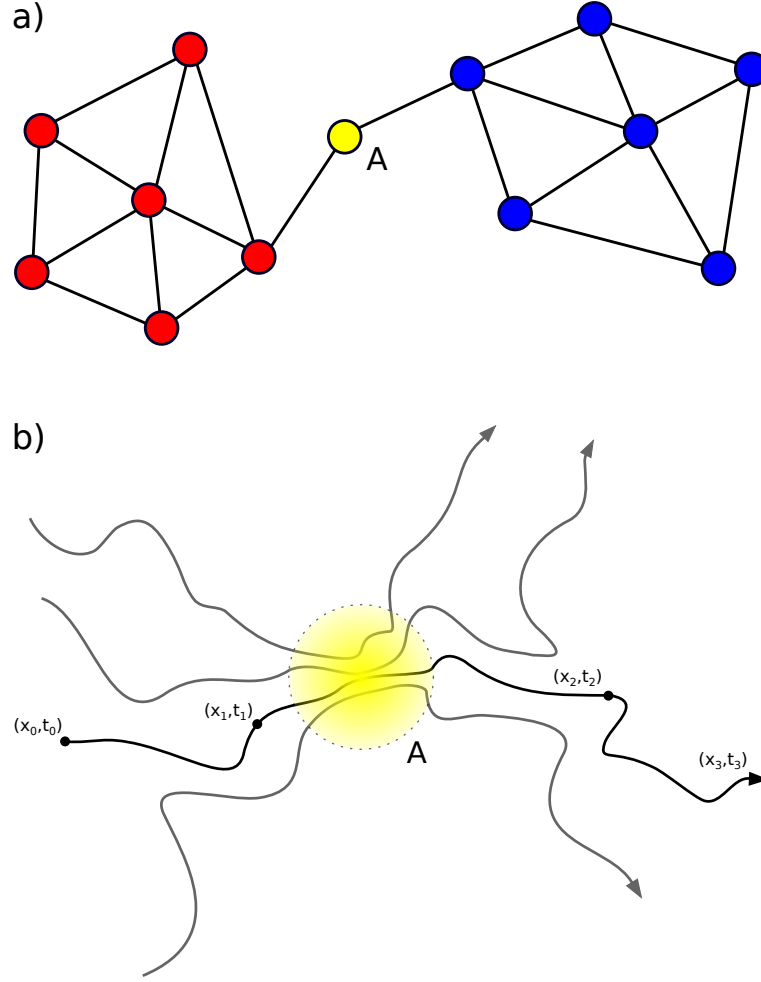 a)
A
b)
(x₀,t₀)
(x₁,t₁)
(x₂,t₂)
(x₃,t₃)
A